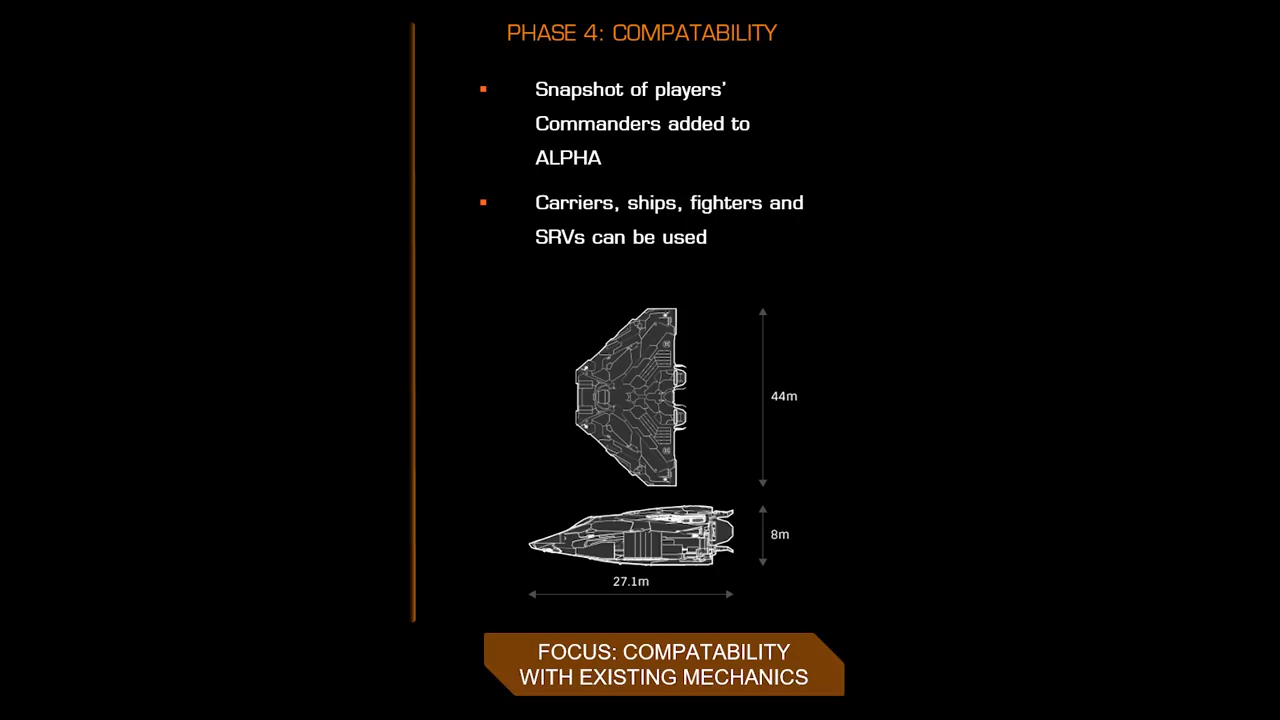 PHASE 4: COMPATABILITY
Snapshot of players’
Commanders added to
ALPHA
Carriers, ships, fighters and
SRVs can be used
44m
8m
27.1m
FOCUS: COMPATABILITY
WITH EXISTING MECHANICS